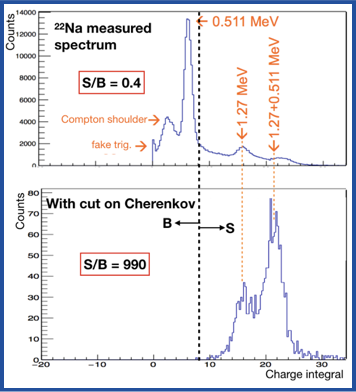 ²²Na measured
spectrum
S/B = 0.4
0.511 MeV
1.27 MeV
1.27+0.511 MeV
Compton shoulder
fake trig.
Counts
14000
12000
10000
8000
6000
4000
2000
0
With cut on Cherenkov
B
S
S/B = 990
Counts
80
70
60
50
40
30
20
10
0
-20
-10
0
10
20
30
Charge integral